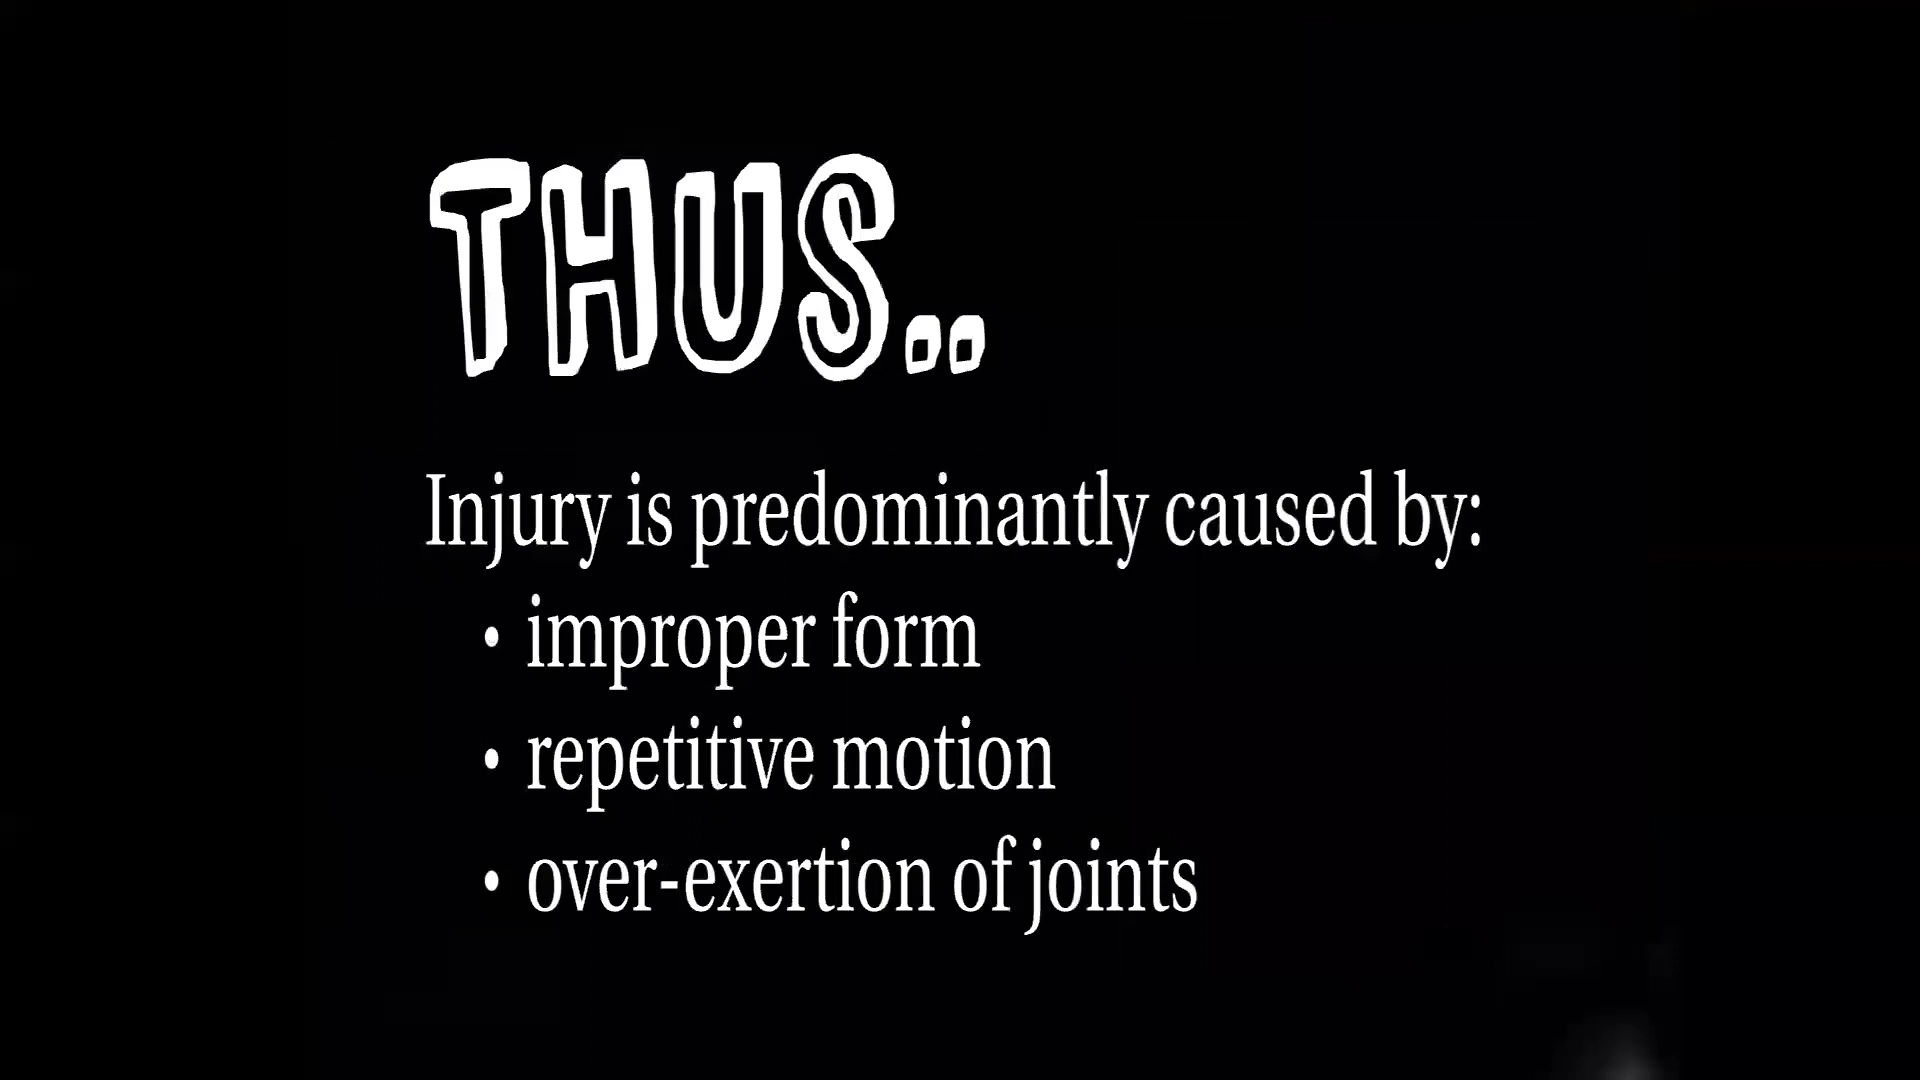 THUS..
Injury is predominantly caused by:
• improper form
• repetitive motion
• over-exertion of joints